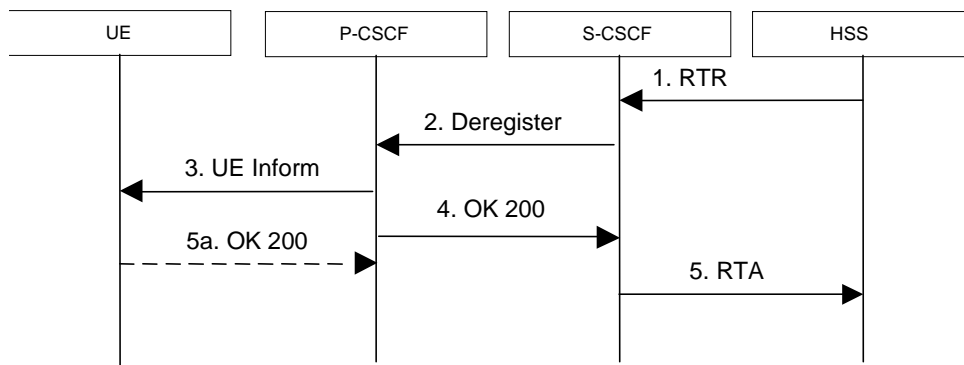 UE
P-CSCF
S-CSCF
HSS
1. RTR
2. Deregister
3. UE Inform
4. OK 200
5a. OK 200
5. RTA